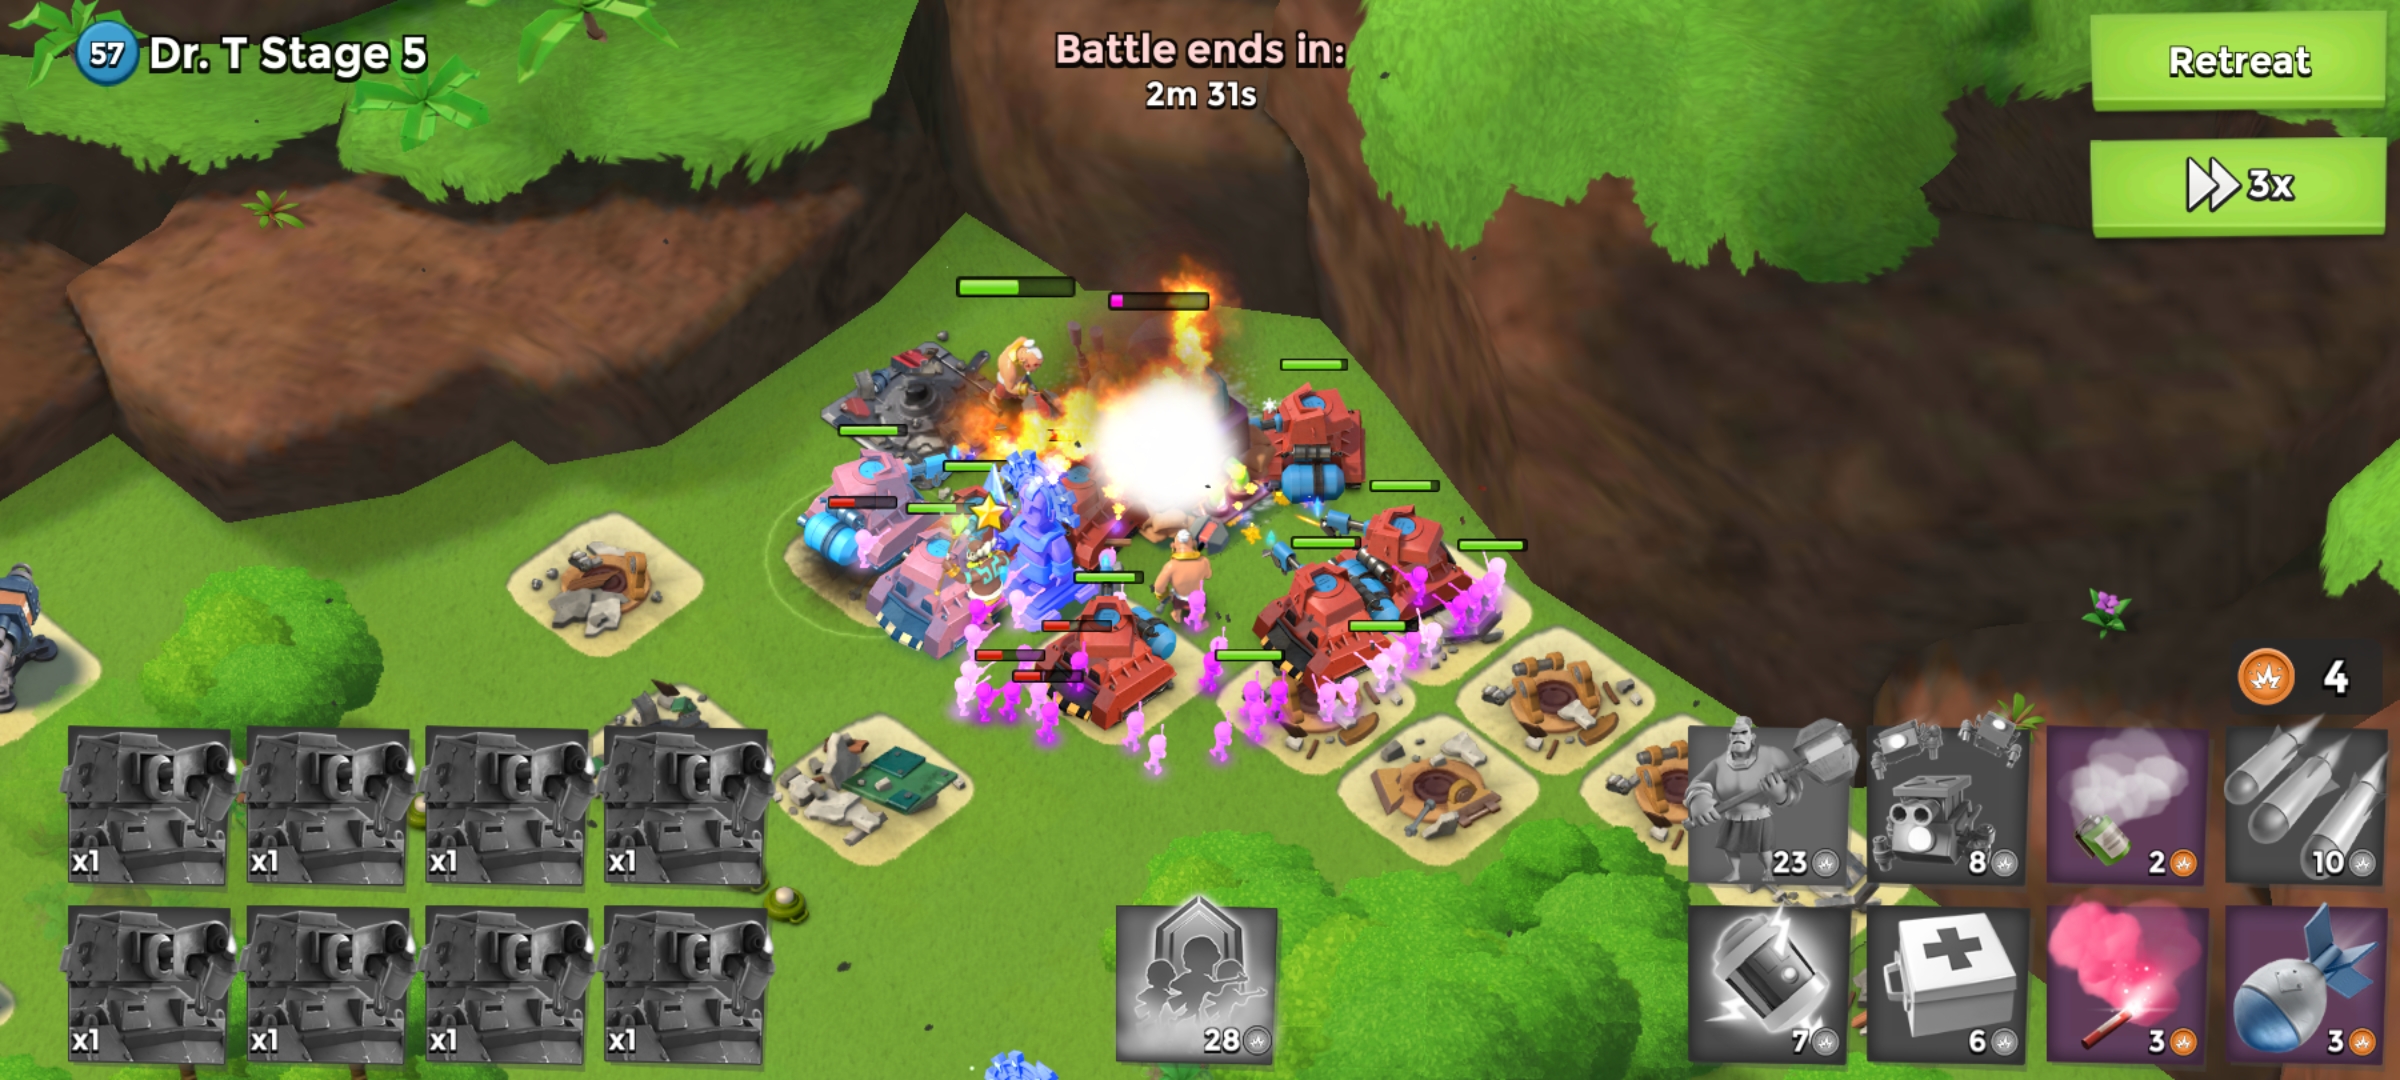 57 Dr. T Stage 5
Battle ends in:
2m 31s
Retreat
3x
4
x1 x1 x1 x1
23 8 2 10
x1 x1 x1 x1
28
7 6 3 3